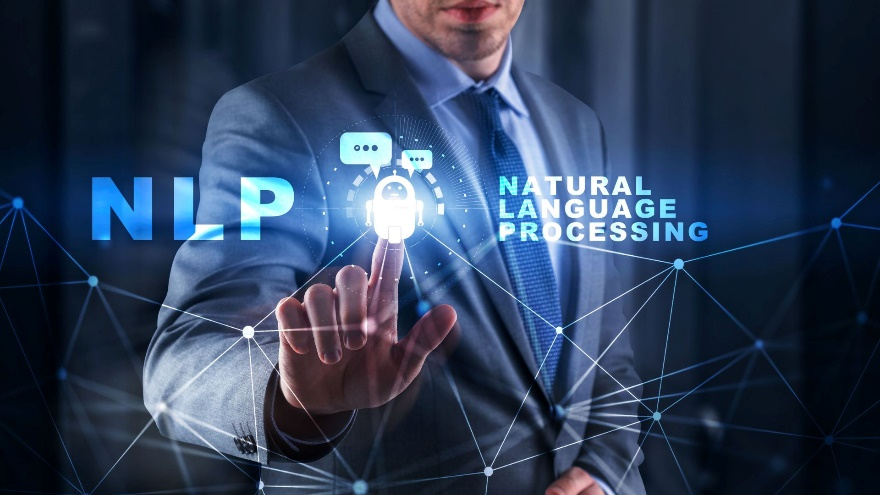 NLP
NATURAL
LANGUAGE
PROCESSING